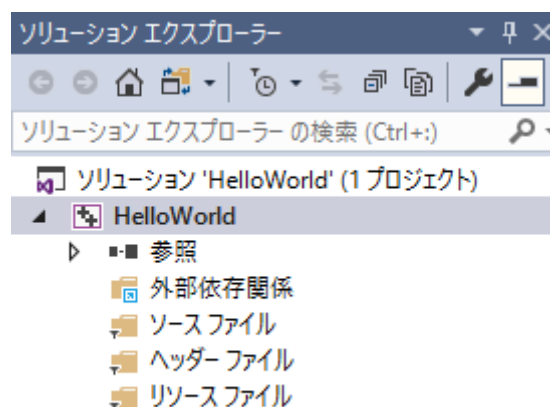 ソリューション エクスプローラー
ソリューション エクスプローラー の検索 (Ctrl+:)
ソリューション 'HelloWorld' (1 プロジェクト)
HelloWorld
参照
外部依存関係
ソース ファイル
ヘッダー ファイル
リソース ファイル